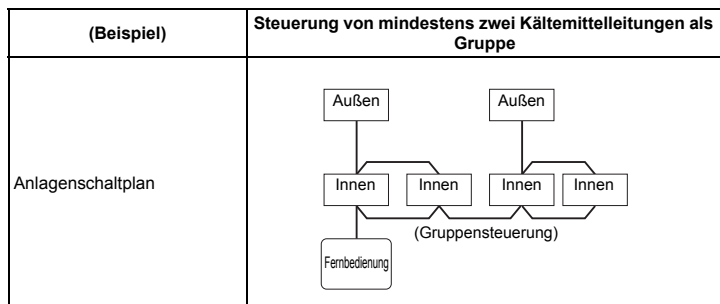 (Beispiel)
Steuerung von mindestens zwei Kältemittelleitungen als
Gruppe
Anlagenschaltplan
Außen Außen
Innen Innen Innen Innen
(Gruppensteuerung)
Fernbedienung